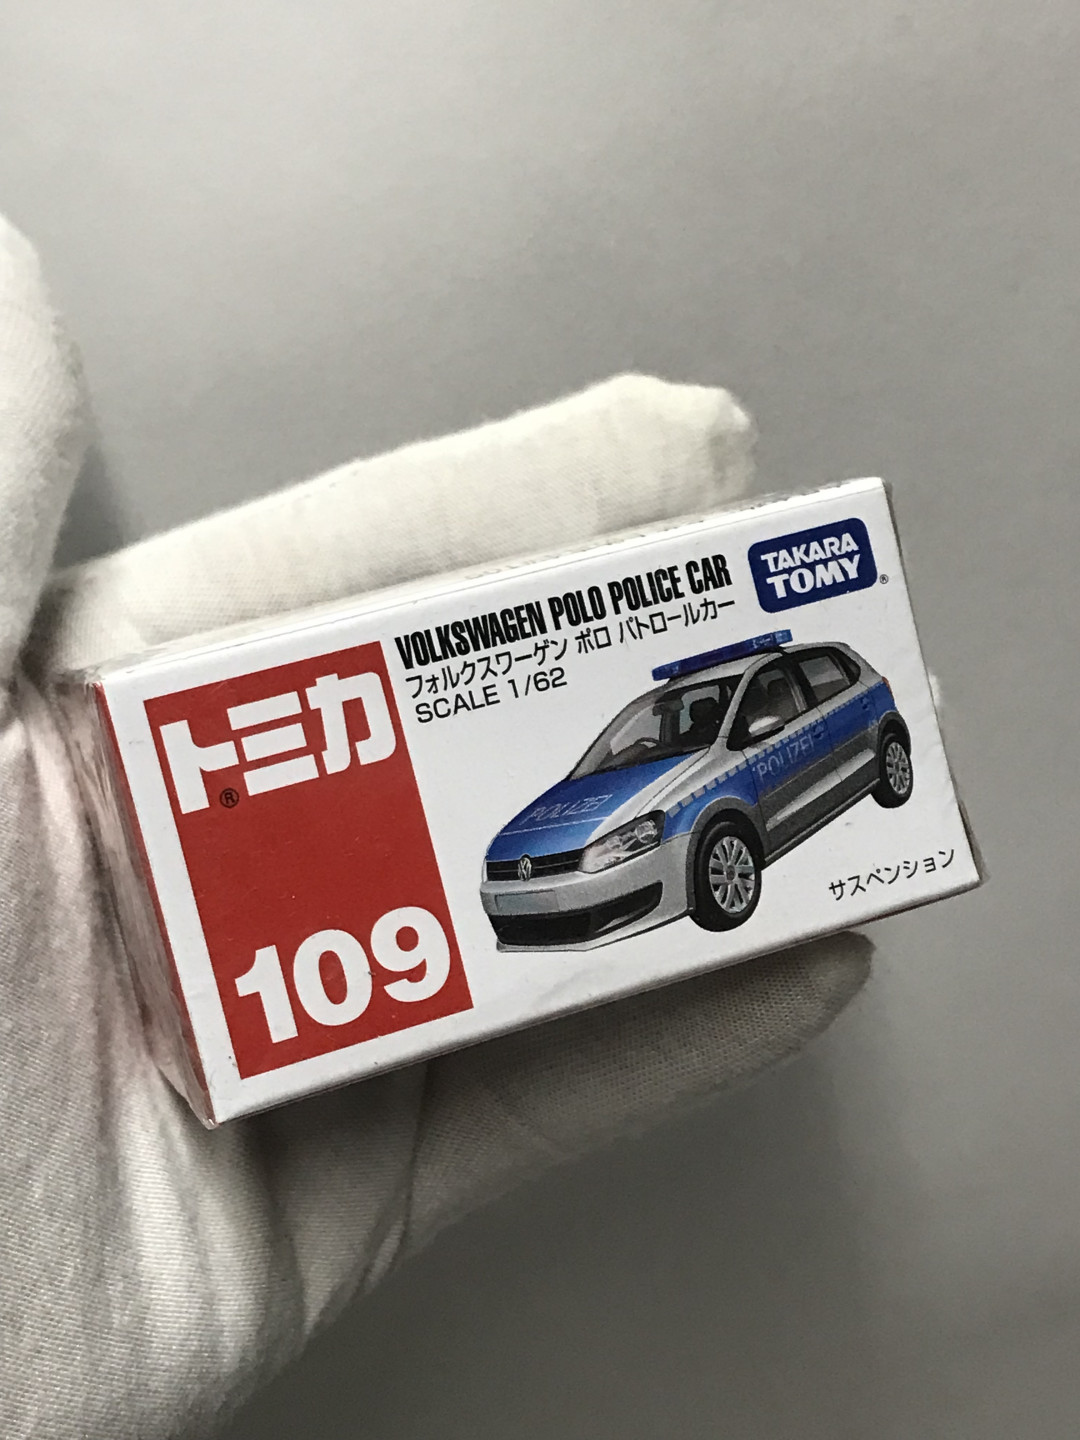 VOLKSWAGEN POLO POLICE CAR
フォルクスワーゲン ポロ パトロールカー
SCALE 1/62
TAKARA
TOMY
®
トミカ
®
109
POLIZEI
POLIZEI
サスペンション